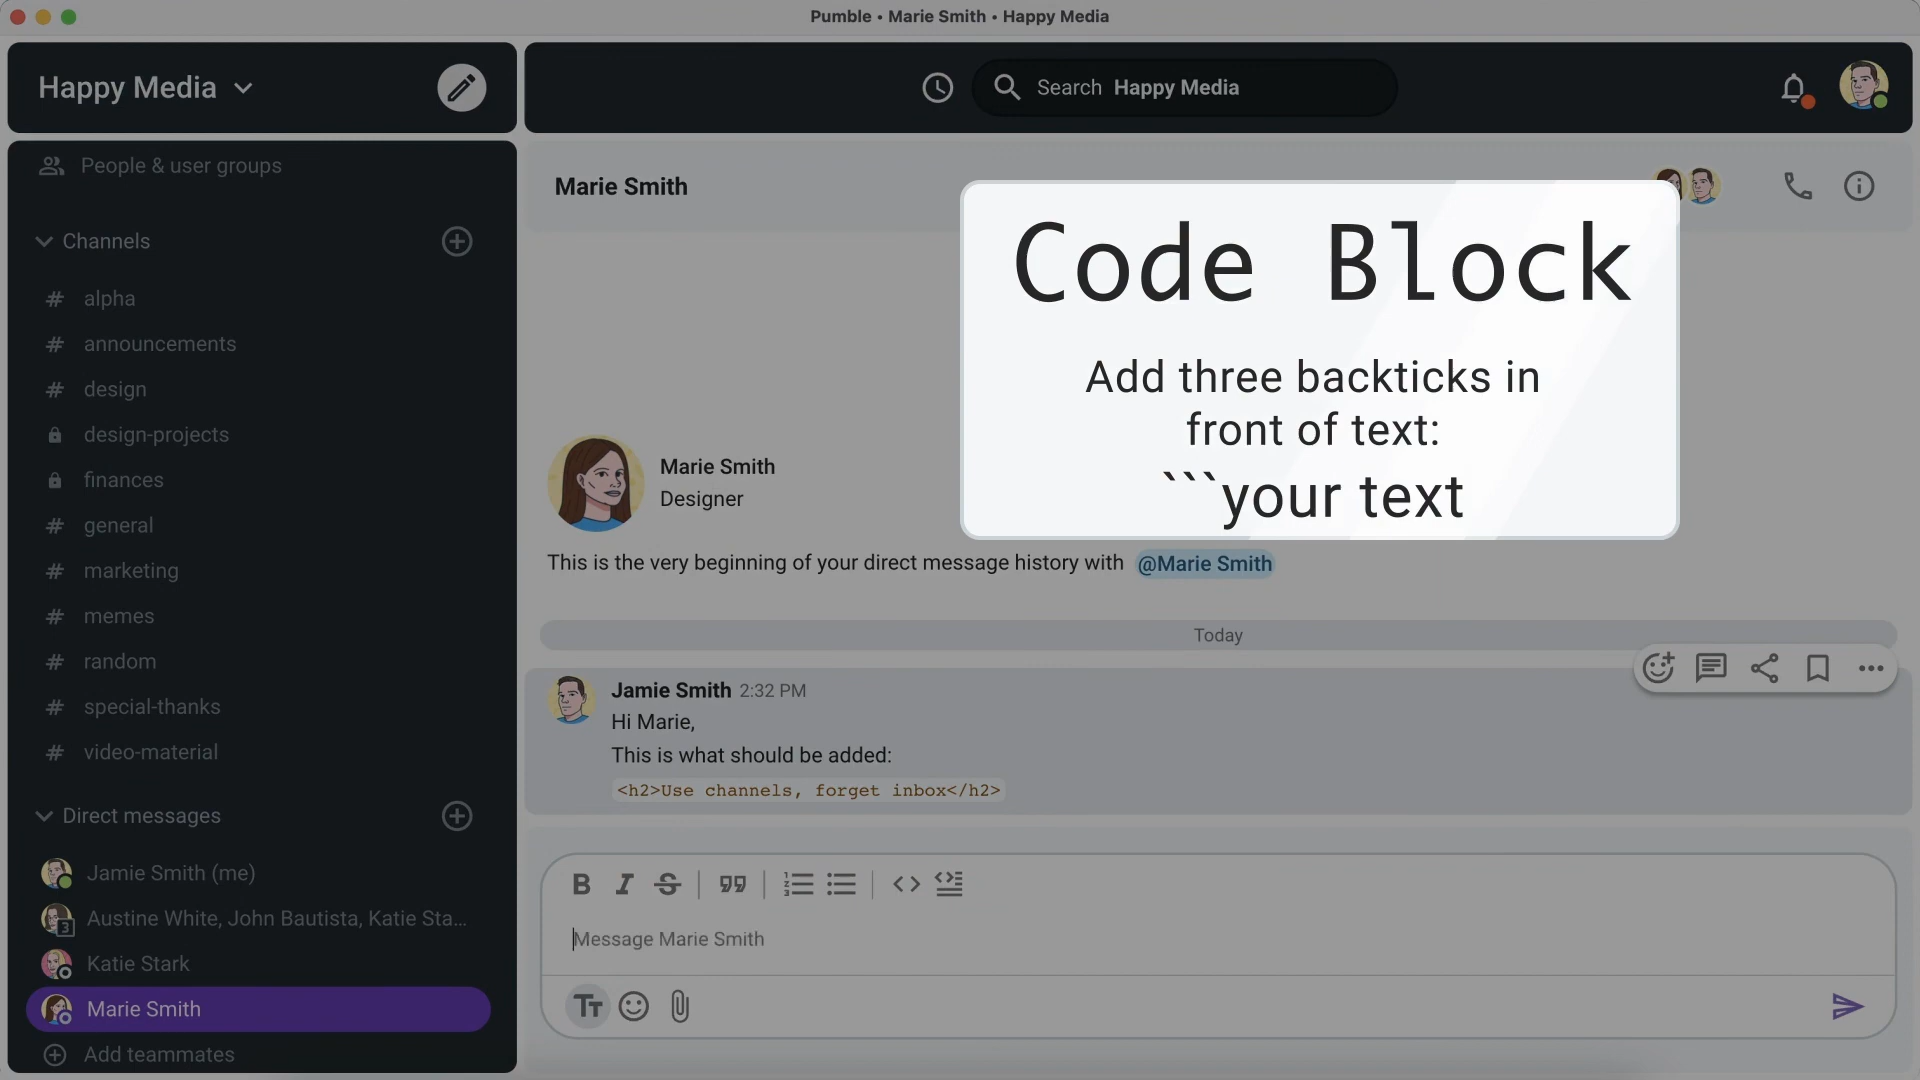 Pumble • Marie Smith • Happy Media
Happy Media
Search Happy Media
People & user groups
Channels
# alpha
# announcements
# design
design-projects
finances
# general
# marketing
# memes
# random
# special-thanks
# video-material
Direct messages
Jamie Smith (me)
3
Austine White, John Bautista, Katie Sta...
Katie Stark
Marie Smith
Add teammates
Marie Smith
Code Block
Add three backticks in
front of text:
```your text
Marie Smith
Designer
This is the very beginning of your direct message history with @Marie Smith
Today
Jamie Smith 2:32 PM
Hi Marie,
This is what should be added:
<h2>Use channels, forget inbox</h2>
Message Marie Smith